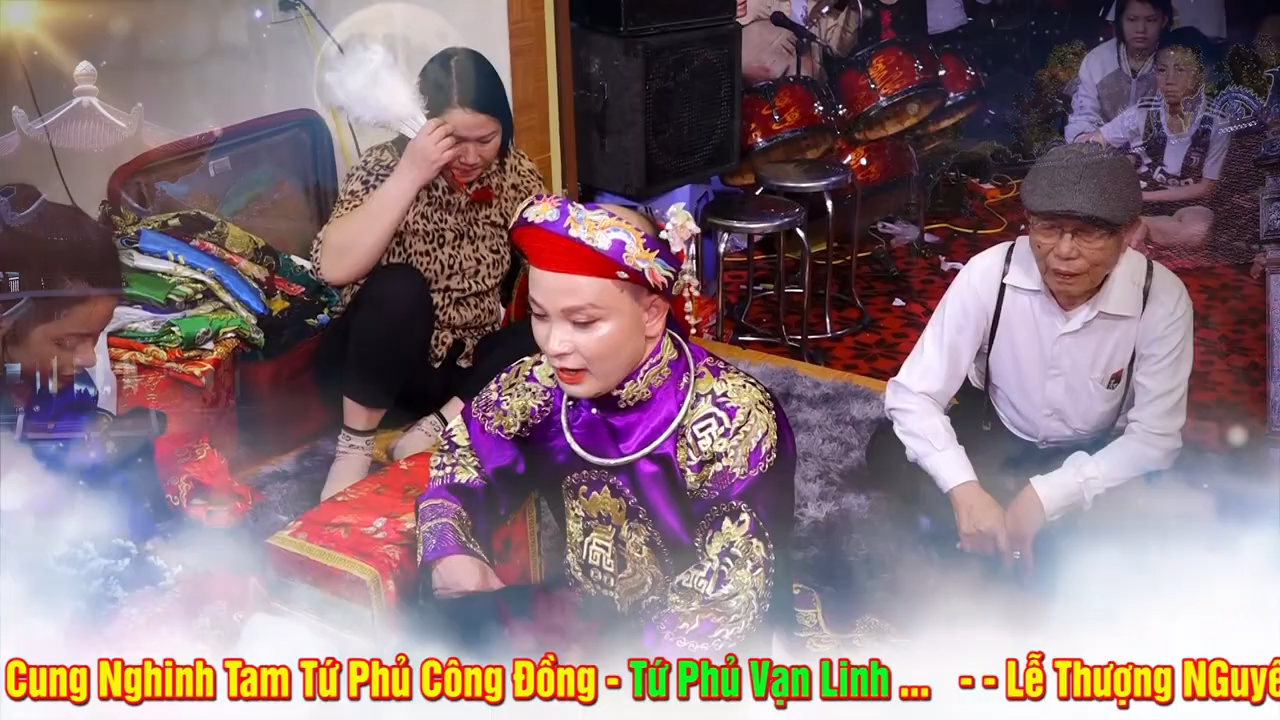 Cung Nghinh Tam Tứ Phủ Công Đồng - Tứ Phủ Vạn Linh ... - - Lễ Thượng NGuyê